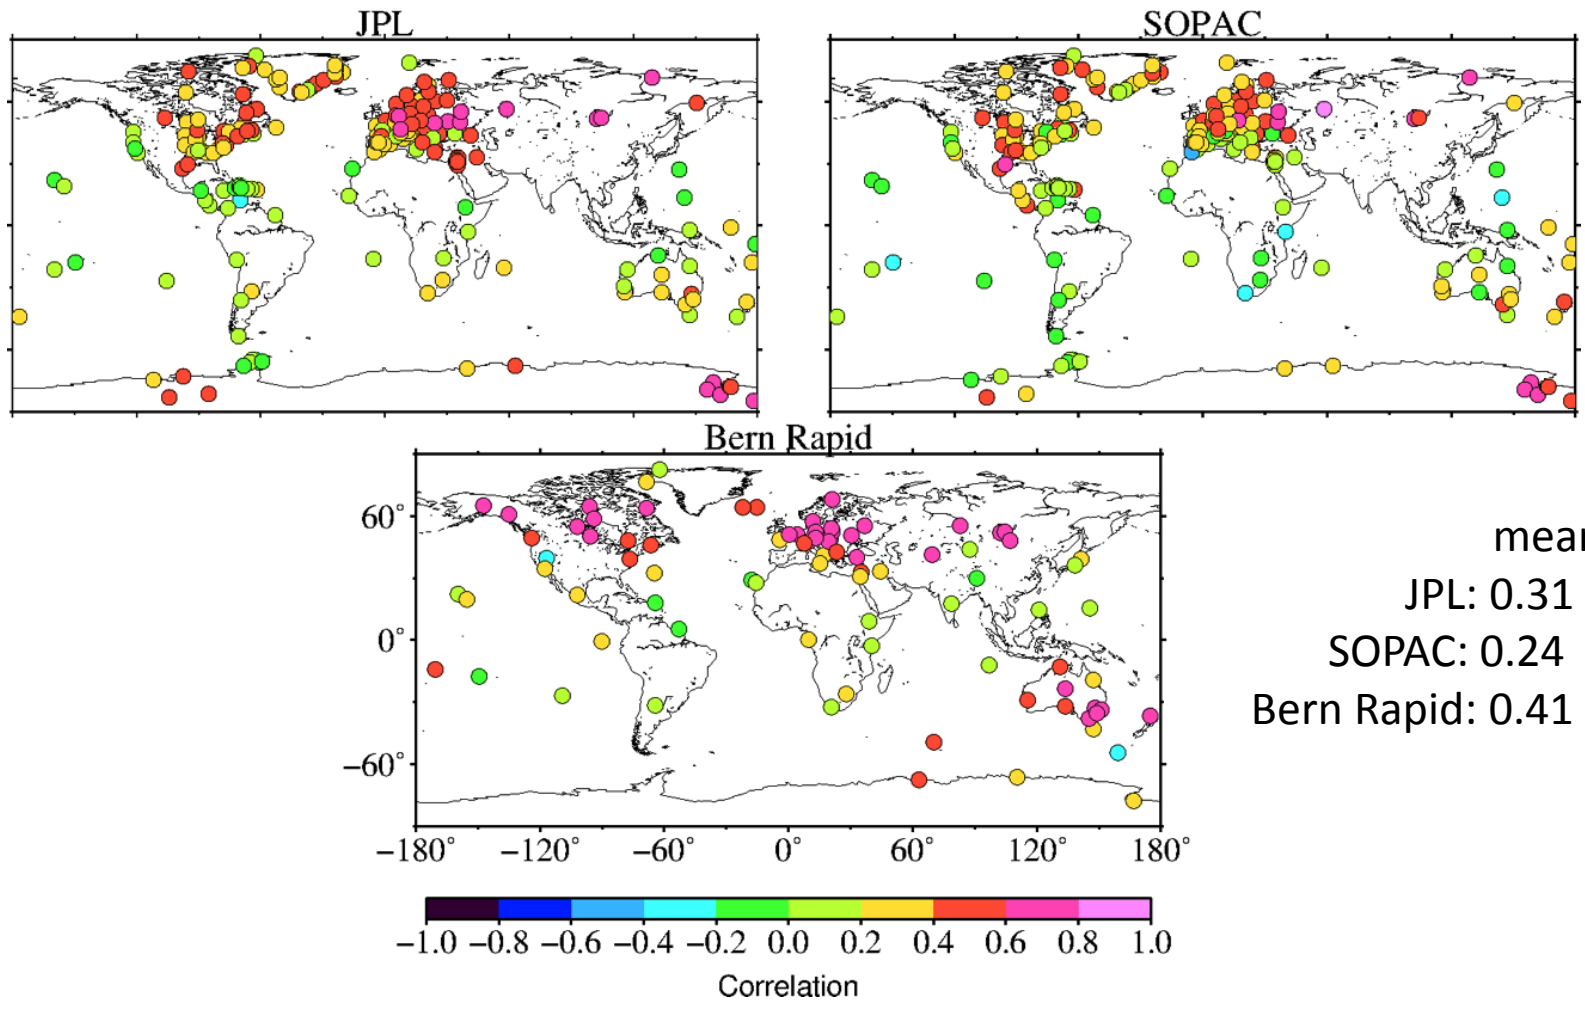 JPL
SOPAC
Bern Rapid
60°
0°
−60°
−180° −120° −60° 0° 60° 120° 180°
mean
JPL: 0.31
SOPAC: 0.24
Bern Rapid: 0.41
−1.0 −0.8 −0.6 −0.4 −0.2 0.0 0.2 0.4 0.6 0.8 1.0
Correlation